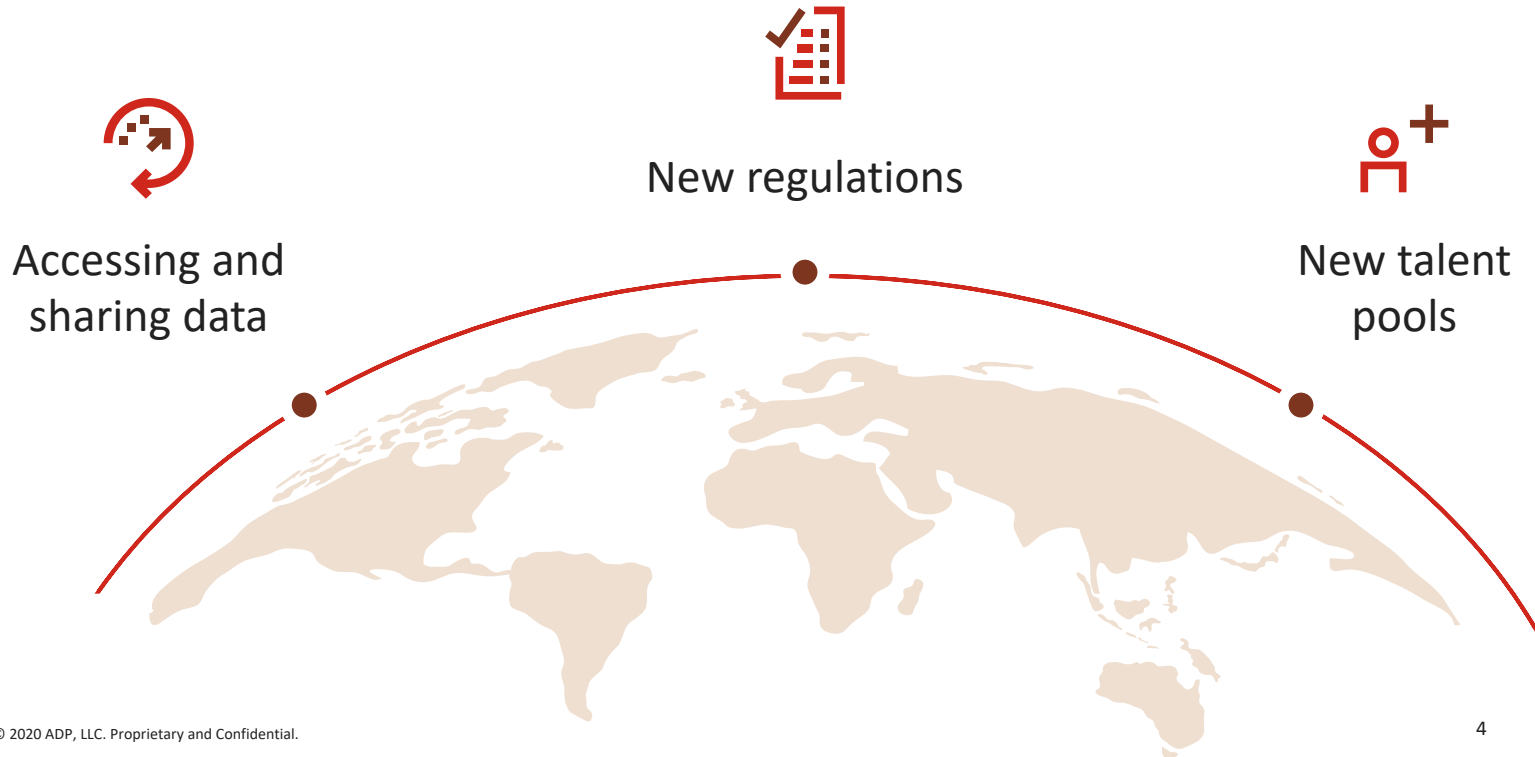 Accessing and
sharing data
New regulations
New talent
pools
© 2020 ADP, LLC. Proprietary and Confidential.
4